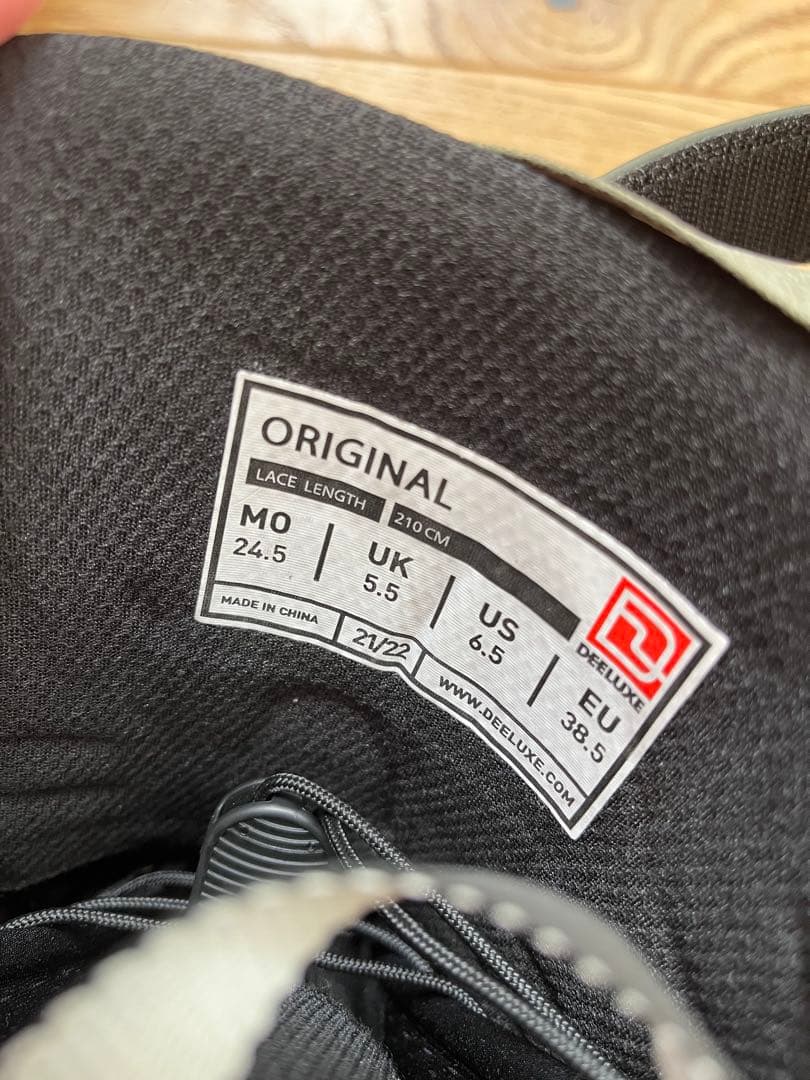 ORIGINAL
LACE LENGTH 210 CM
MO UK US EU
24.5 5.5 6.5 38.5
DEELUXE
MADE IN CHINA 21/22 WWW.DEELUXE.COM